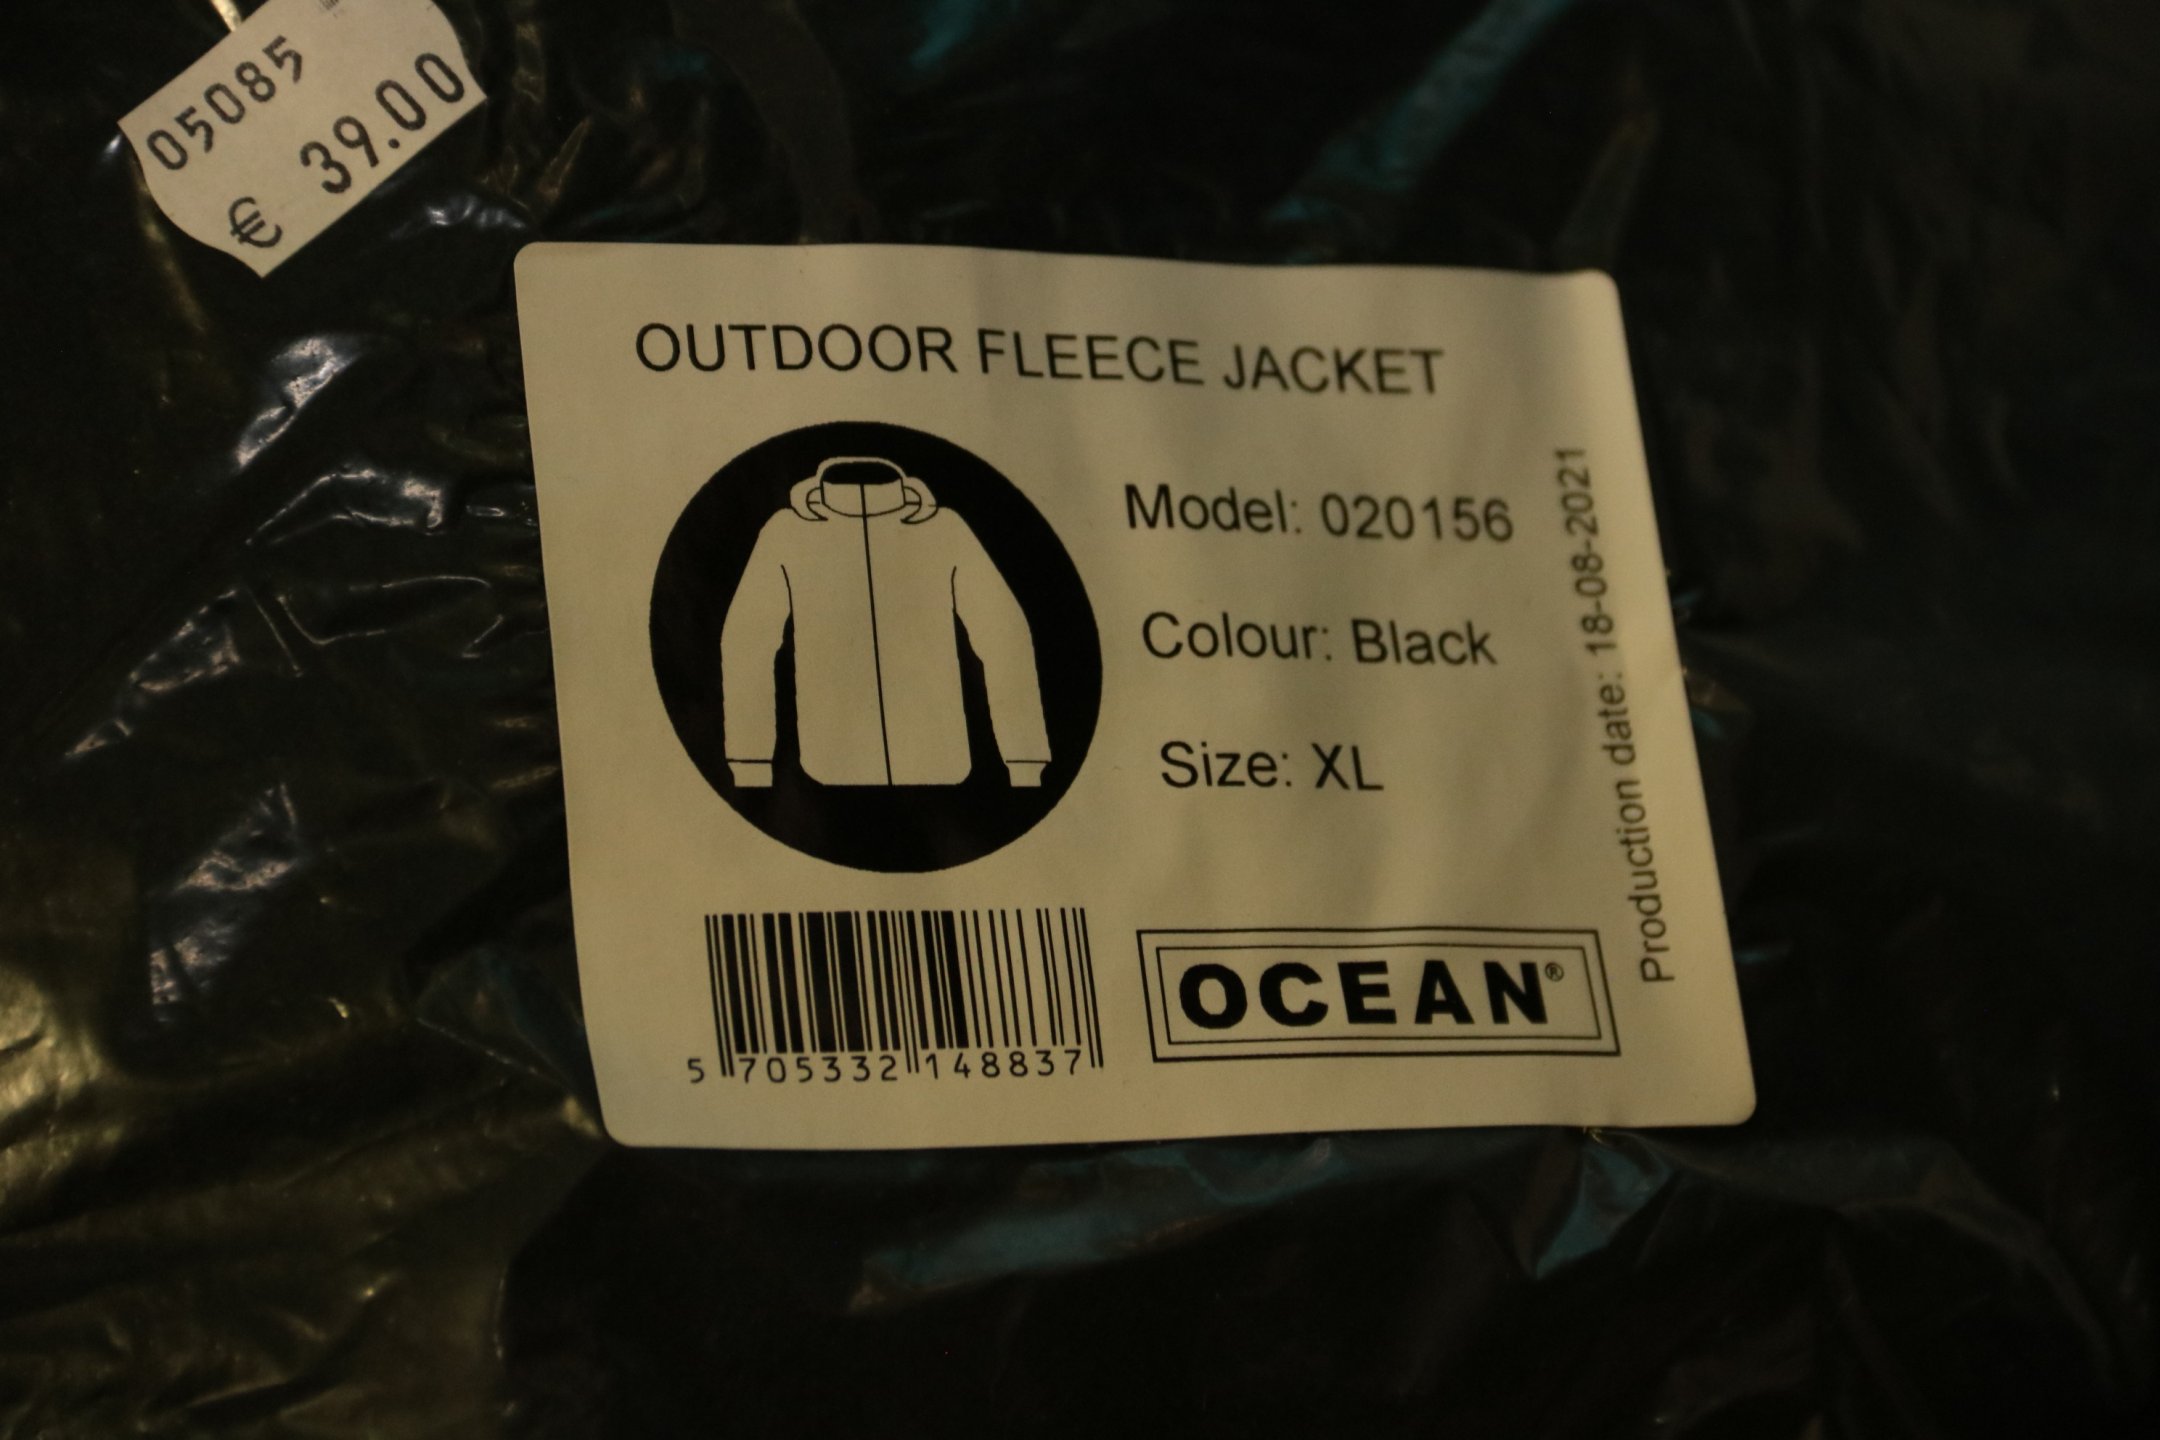 05085
€ 39.00
OUTDOOR FLEECE JACKET
Model: 020156
Colour: Black
Size: XL
Production date: 18-08-2021
OCEAN®
5 705332 148837